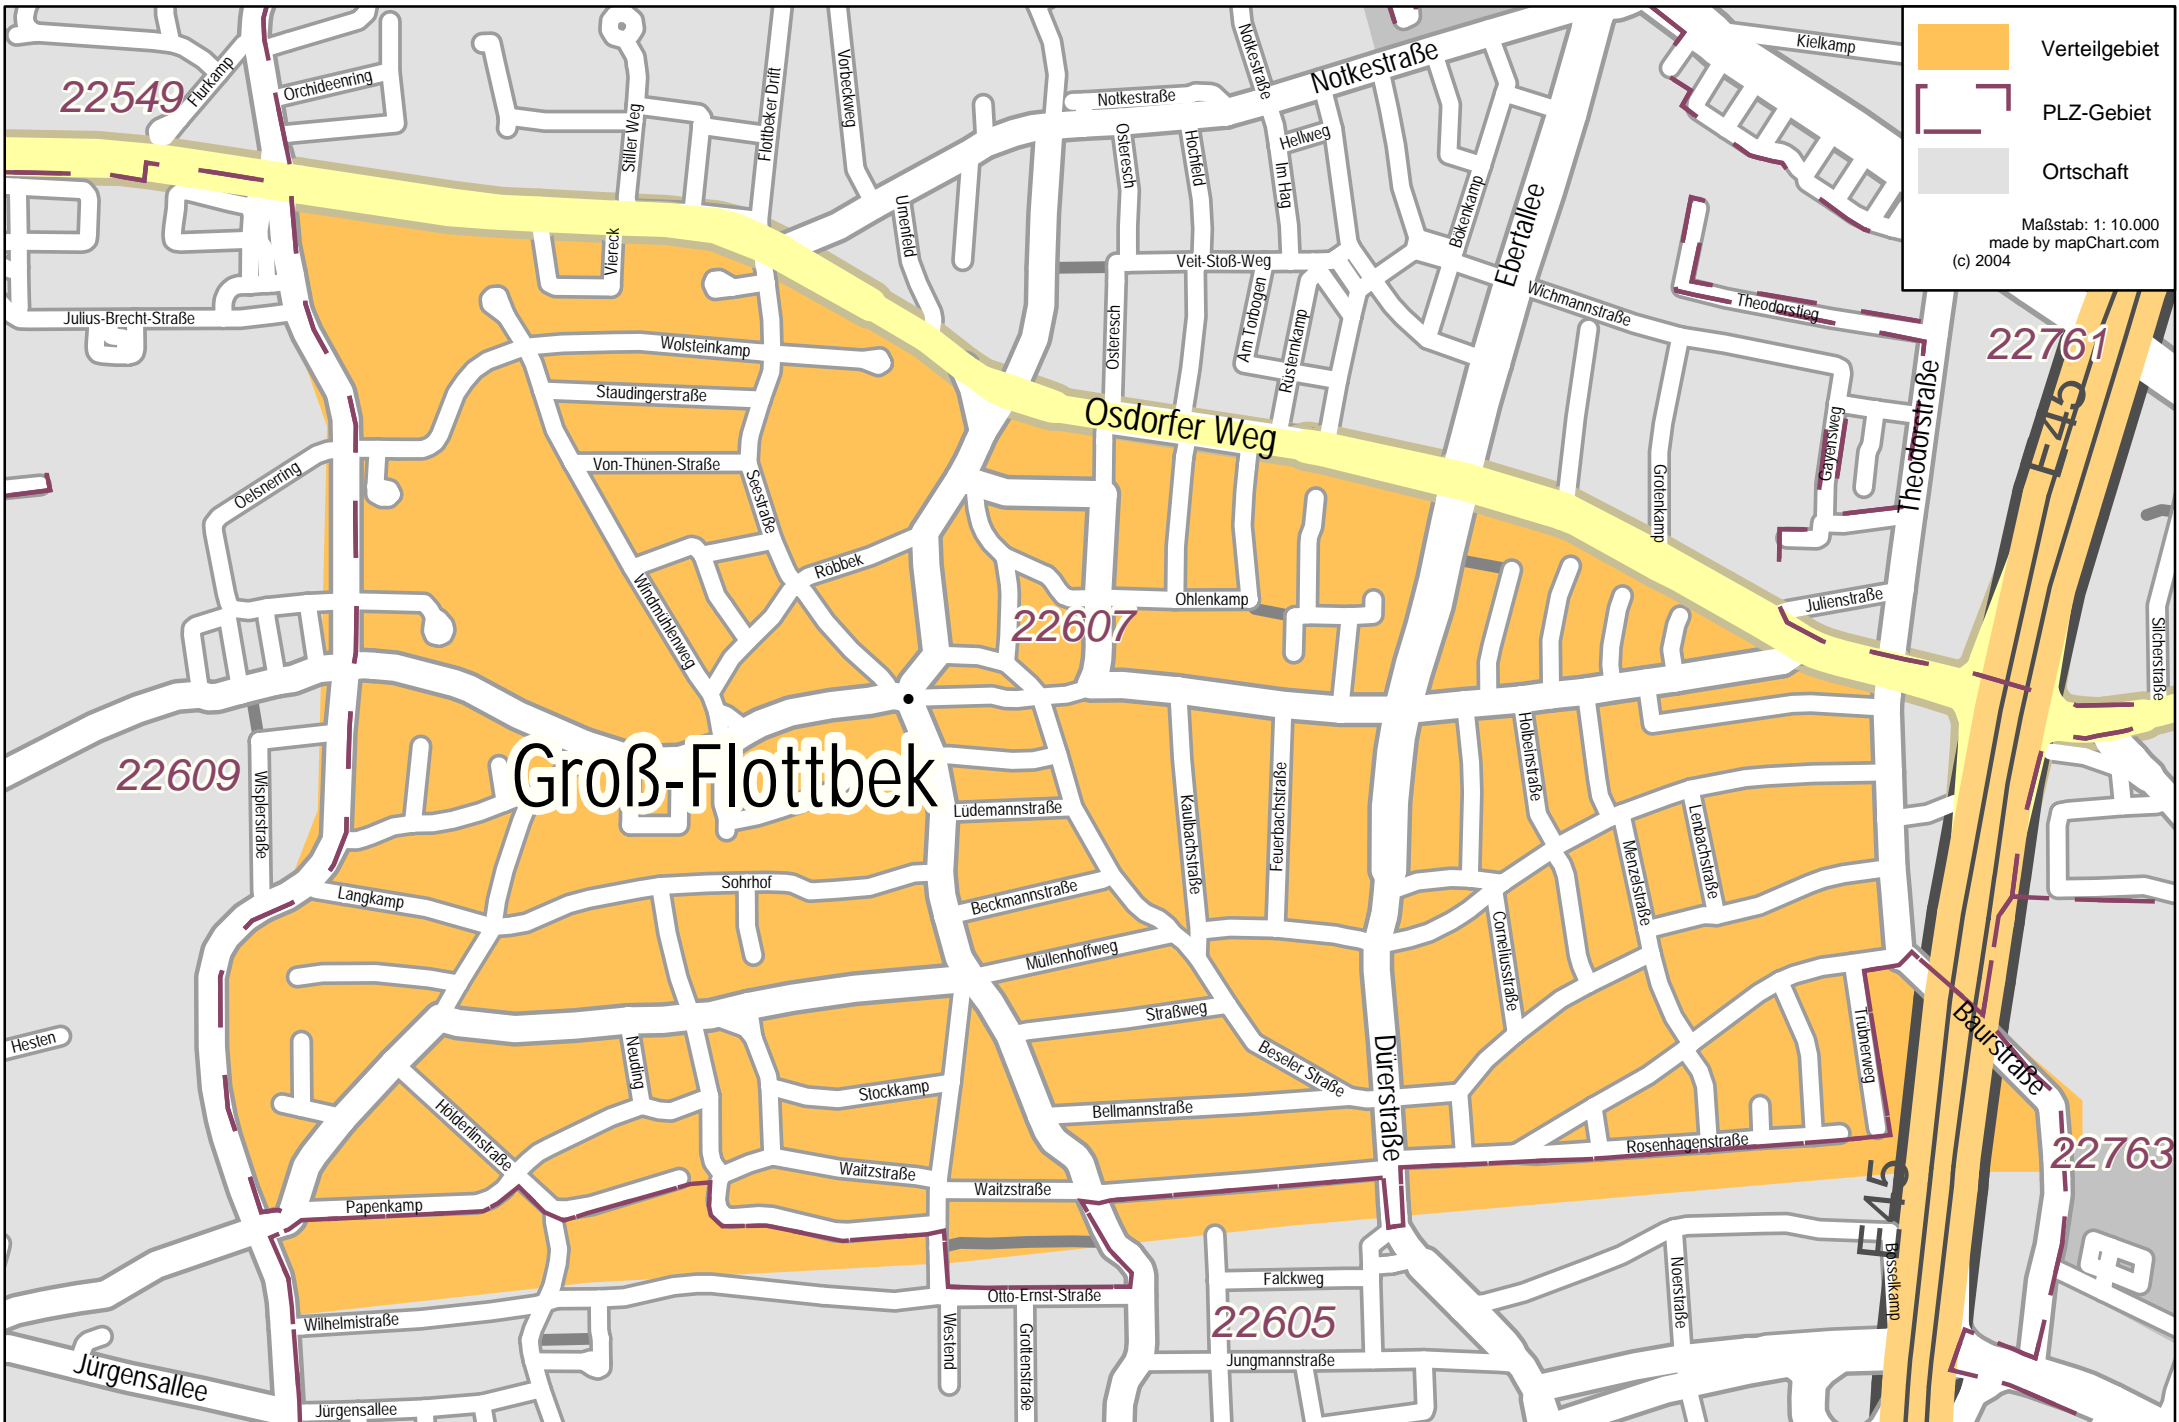 Verteilgebiet
PLZ-Gebiet
Ortschaft
Maßstab: 1: 10.000
made by mapChart.com
(c) 2004
22549
Flurkamp
Orchideenring
Stiller Weg
Flottbeker Drift
Vorbeckweg
Notkestraße
Notkestraße
Notkestraße
Kielkamp
Osteresch
Hochfeld
Hellweg
Im Hag
Bökenkamp
Ebertallee
Urnenfeld
Viereck
Veit-Stoß-Weg
Am Torbogen
Rüsternkamp
Wichmannstraße
Theodorstieg
22761
E45
Julius-Brecht-Straße
Wolsteinkamp
Staudingerstraße
Osteresch
Osdorfer Weg
Theodorstraße
Gayensweg
Grotenkamp
Oelsnerring
Von-Thünen-Straße
Seestraße
Röbbek
Windmühlenweg
Ohlenkamp
22607
Julienstraße
Silcherstraße
22609
Wisplerstraße
Groß-Flottbek
Lüdemannstraße
Kaulbachstraße
Feuerbachstraße
Holbeinstraße
Menzelstraße
Lenbachstraße
Langkamp
Sohrhof
Beckmannstraße
Müllenhoffweg
Corneliusstraße
Straßweg
Beseler Straße
Dürerstraße
Trübnerweg
Baurstraße
Hesten
Neuding
Stockkamp
Bellmannstraße
Hölderlinstraße
Rosenhagenstraße
22763
Waitzstraße
Waitzstraße
Papenkamp
E45
Bosselkamp
Noerstraße
Falckweg
Otto-Ernst-Straße
22605
Wilhelmistraße
Westend
Grottenstraße
Jungmannstraße
Jürgensallee
Jürgensallee